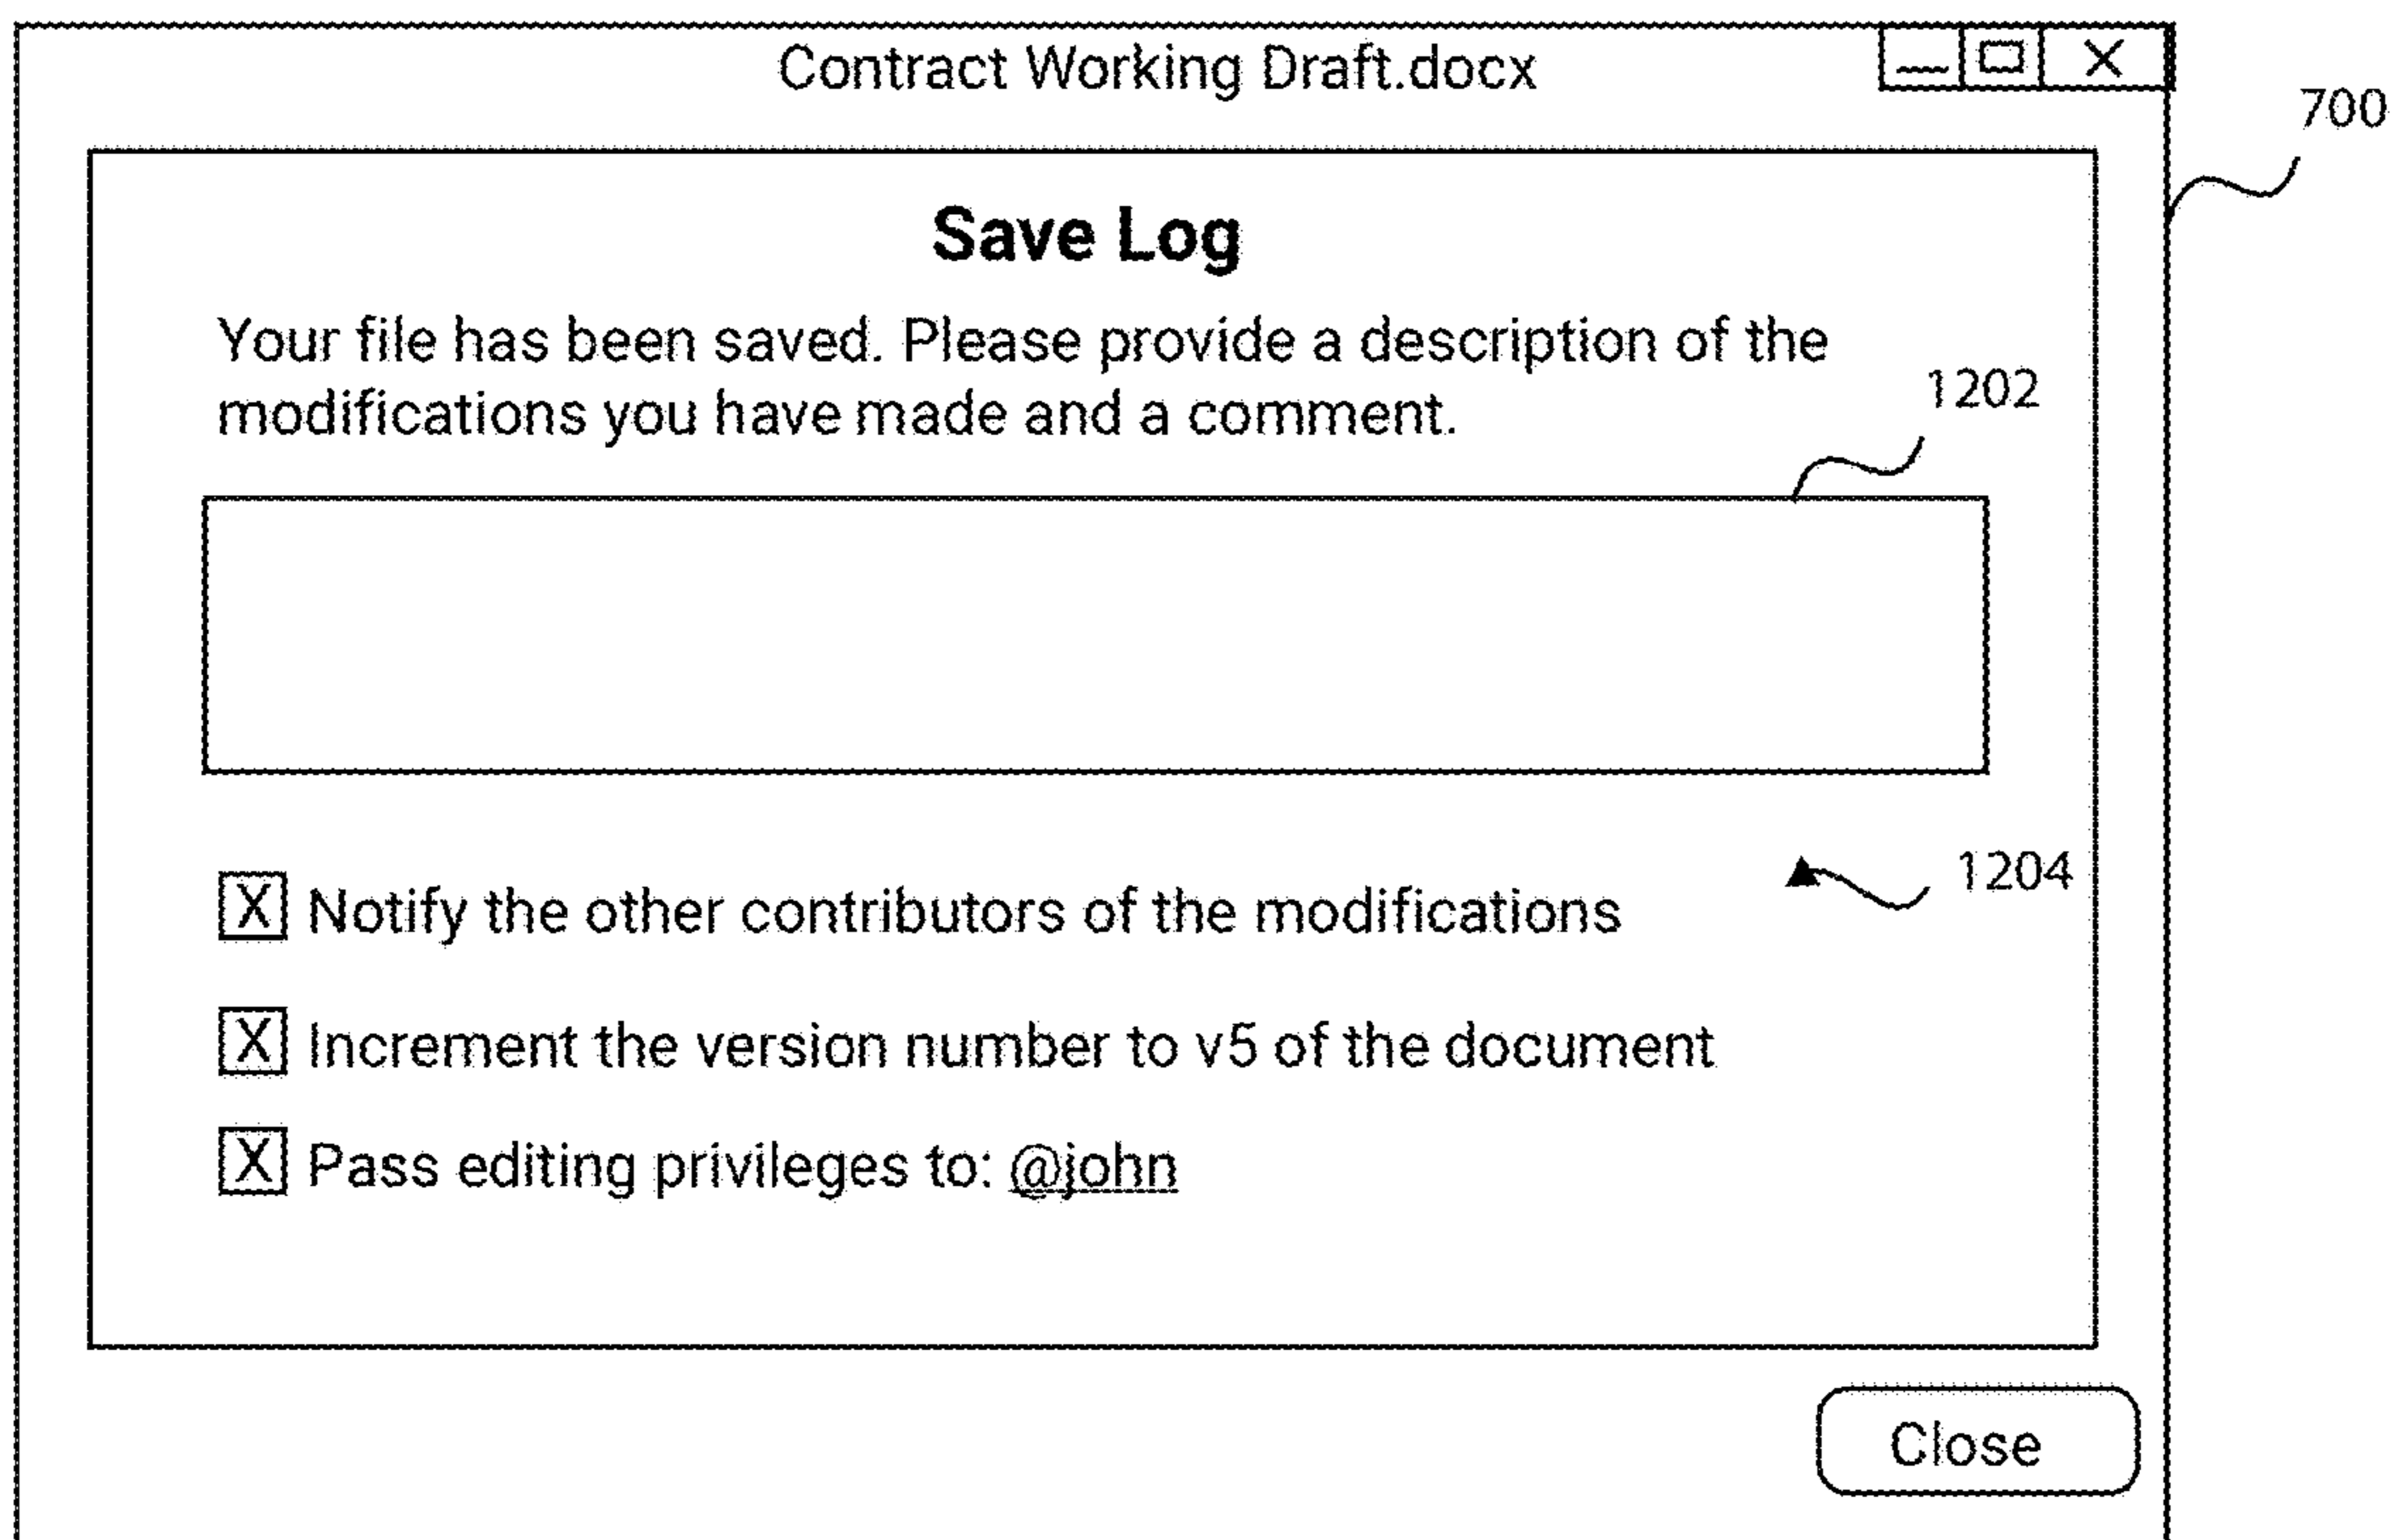 Contract Working Draft.docx
700
Save Log
Your file has been saved. Please provide a description of the
modifications you have made and a comment.
1202
1204
X Notify the other contributors of the modifications
X Increment the version number to v5 of the document
X Pass editing privileges to: @john
Close